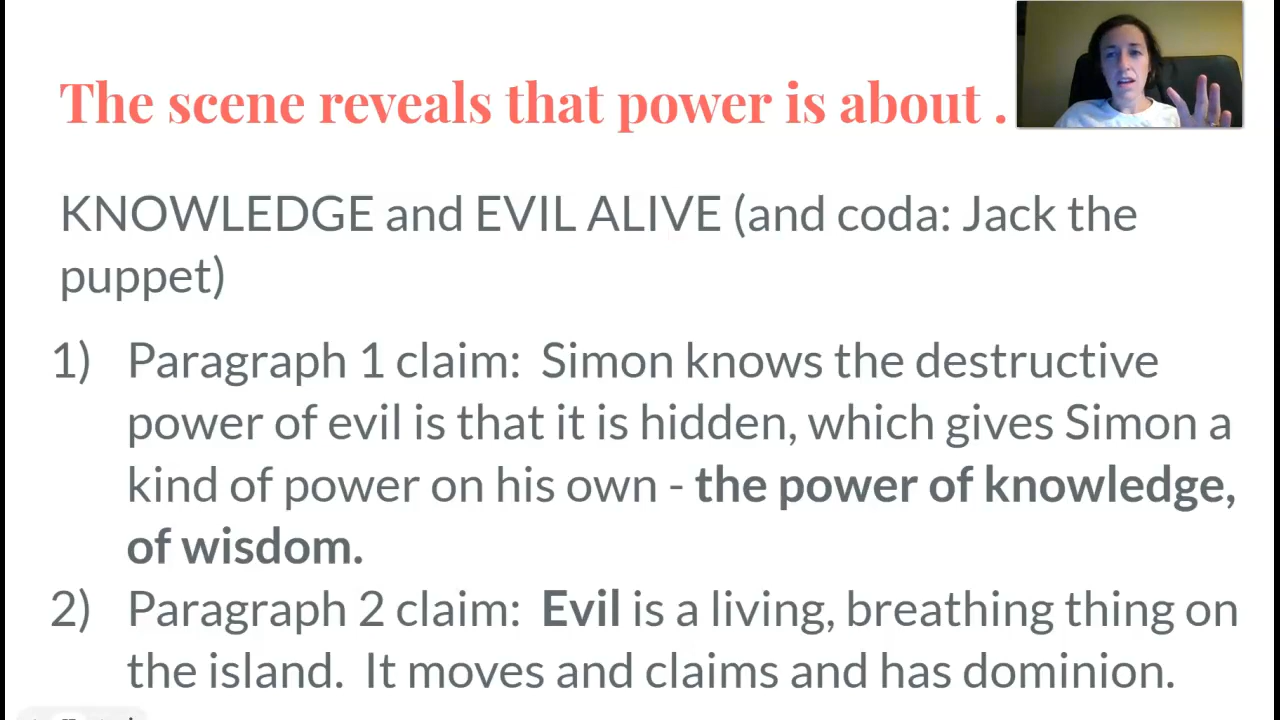 The scene reveals that power is about .
KNOWLEDGE and EVIL ALIVE (and coda: Jack the
puppet)
1) Paragraph 1 claim: Simon knows the destructive
power of evil is that it is hidden, which gives Simon a
kind of power on his own - the power of knowledge,
of wisdom.
2) Paragraph 2 claim: Evil is a living, breathing thing on
the island. It moves and claims and has dominion.